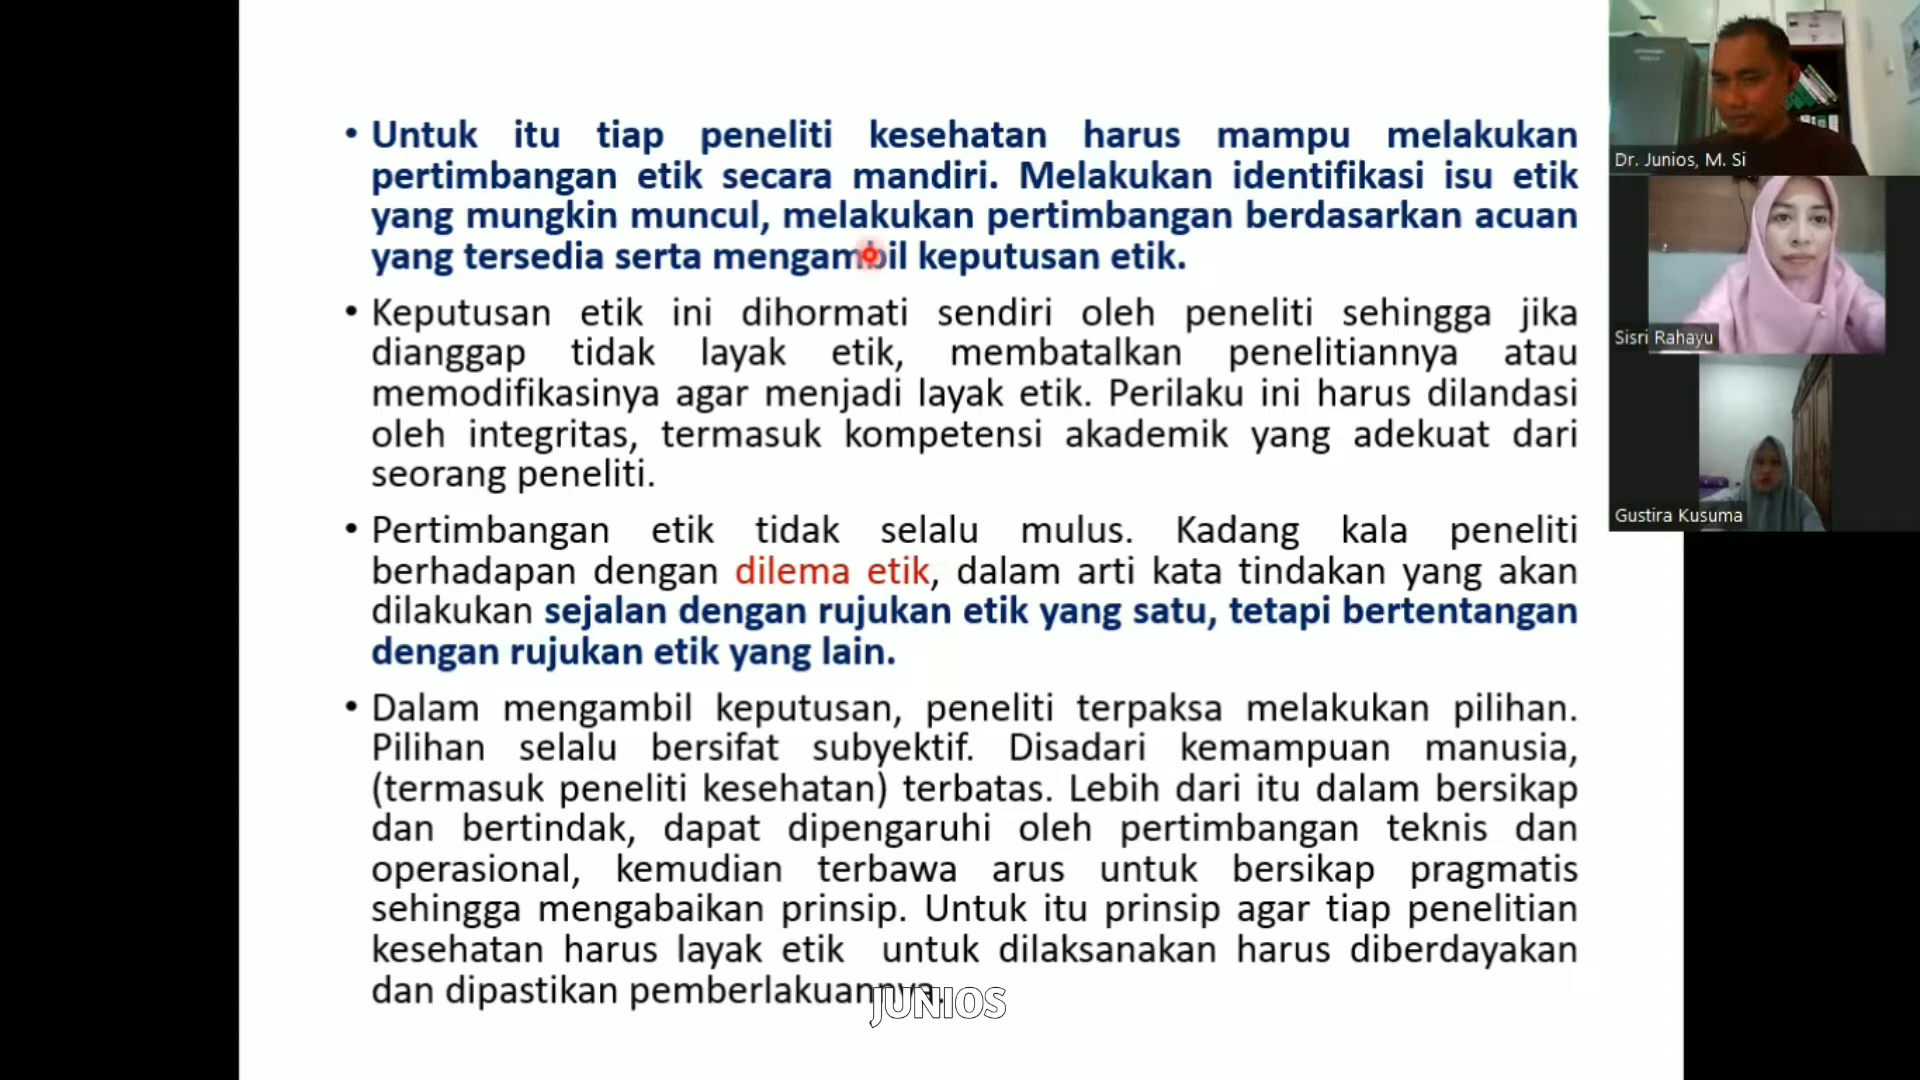 • Untuk itu tiap peneliti kesehatan harus mampu melakukan
pertimbangan etik secara mandiri. Melakukan identifikasi isu etik
yang mungkin muncul, melakukan pertimbangan berdasarkan acuan
yang tersedia serta mengambil keputusan etik.
• Keputusan etik ini dihormati sendiri oleh peneliti sehingga jika
dianggap tidak layak etik, membatalkan penelitiannya atau
memodifikasinya agar menjadi layak etik. Perilaku ini harus dilandasi
oleh integritas, termasuk kompetensi akademik yang adekuat dari
seorang peneliti.
• Pertimbangan etik tidak selalu mulus. Kadang kala peneliti
berhadapan dengan dilema etik, dalam arti kata tindakan yang akan
dilakukan sejalan dengan rujukan etik yang satu, tetapi bertentangan
dengan rujukan etik yang lain.
• Dalam mengambil keputusan, peneliti terpaksa melakukan pilihan.
Pilihan selalu bersifat subyektif. Disadari kemampuan manusia,
(termasuk peneliti kesehatan) terbatas. Lebih dari itu dalam bersikap
dan bertindak, dapat dipengaruhi oleh pertimbangan teknis dan
operasional, kemudian terbawa arus untuk bersikap pragmatis
sehingga mengabaikan prinsip. Untuk itu prinsip agar tiap penelitian
kesehatan harus layak etik untuk dilaksanakan harus diberdayakan
dan dipastikan pemberlakuannya.
JUNIOS
Dr. Junios, M. Si
Sisri Rahayu
Gustira Kusuma